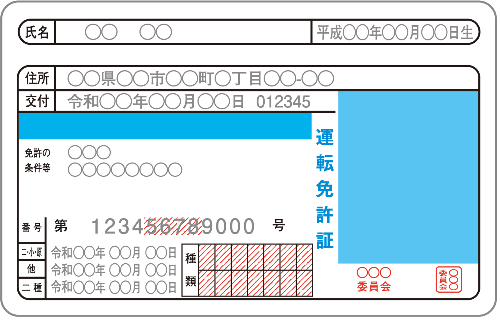 氏名 〇〇 〇〇 平成〇〇年〇〇月〇〇日生
住所 〇〇県〇〇市〇〇町〇丁目〇〇-〇〇
交付 令和〇〇年〇〇月〇〇日 012345
運転免許証
免許の 〇〇〇
条件等 〇〇〇〇〇〇〇〇
番号 第 123456789000 号
二・小・原 令和〇〇年 〇〇月 〇〇日
他 令和〇〇年 〇〇月 〇〇日
二種 令和〇〇年 〇〇月 〇〇日
種類
〇〇〇
委員会
委員会 〇〇〇